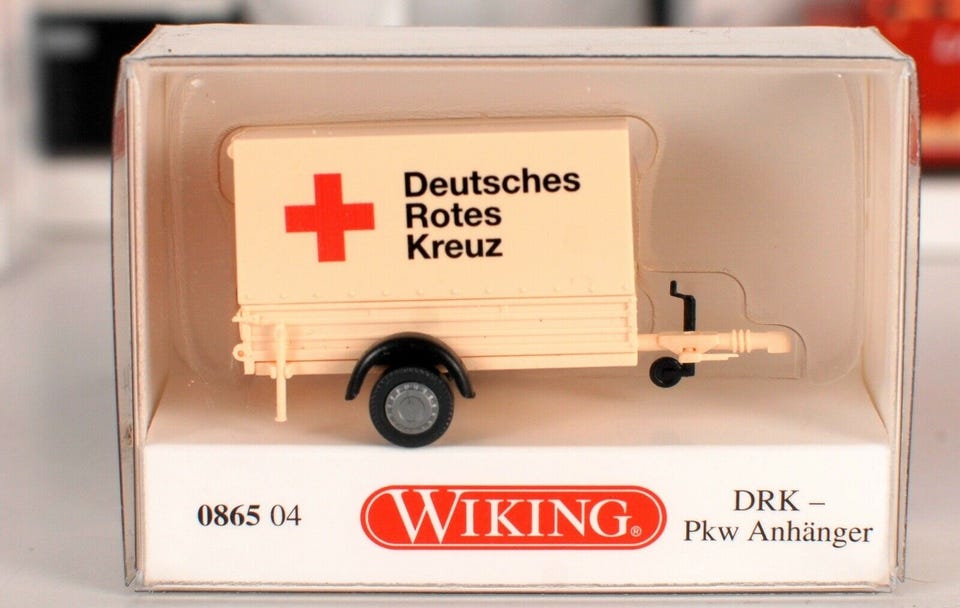 Deutsches
Rotes
Kreuz
0865 04
WIKING®
DRK –
Pkw Anhänger